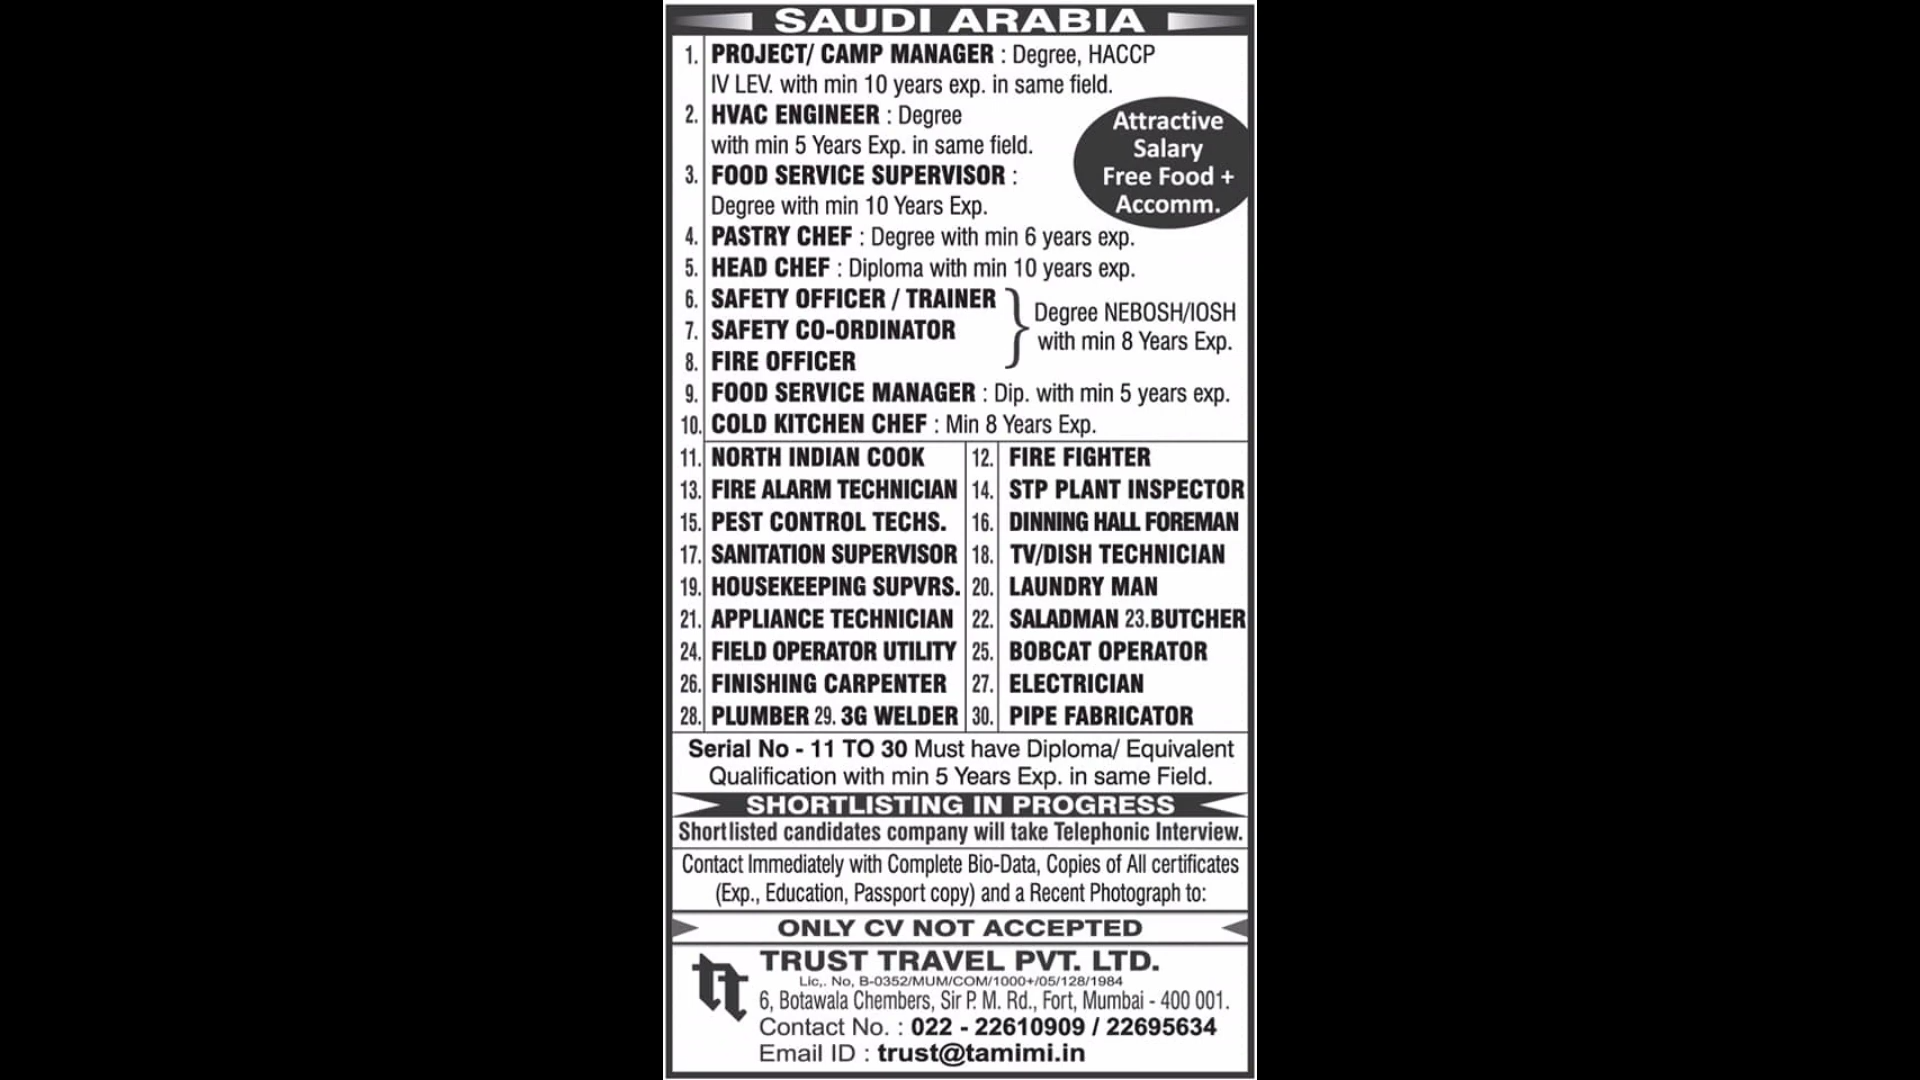 SAUDI ARABIA
1. PROJECT/ CAMP MANAGER : Degree, HACCP
IV LEV. with min 10 years exp. in same field.
2. HVAC ENGINEER : Degree
with min 5 Years Exp. in same field.
Attractive
Salary
Free Food +
Accomm.
3. FOOD SERVICE SUPERVISOR :
Degree with min 10 Years Exp.
4. PASTRY CHEF : Degree with min 6 years exp.
5. HEAD CHEF : Diploma with min 10 years exp.
6. SAFETY OFFICER / TRAINER
7. SAFETY CO-ORDINATOR
8. FIRE OFFICER
Degree NEBOSH/IOSH
with min 8 Years Exp.
9. FOOD SERVICE MANAGER : Dip. with min 5 years exp.
10. COLD KITCHEN CHEF : Min 8 Years Exp.
11. NORTH INDIAN COOK 12. FIRE FIGHTER
13. FIRE ALARM TECHNICIAN 14. STP PLANT INSPECTOR
15. PEST CONTROL TECHS. 16. DINNING HALL FOREMAN
17. SANITATION SUPERVISOR 18. TV/DISH TECHNICIAN
19. HOUSEKEEPING SUPVRS. 20. LAUNDRY MAN
21. APPLIANCE TECHNICIAN 22. SALADMAN 23.BUTCHER
24. FIELD OPERATOR UTILITY 25. BOBCAT OPERATOR
26. FINISHING CARPENTER 27. ELECTRICIAN
28. PLUMBER 29. 3G WELDER 30. PIPE FABRICATOR
Serial No - 11 TO 30 Must have Diploma/ Equivalent
Qualification with min 5 Years Exp. in same Field.
SHORTLISTING IN PROGRESS
Shortlisted candidates company will take Telephonic Interview.
Contact Immediately with Complete Bio-Data, Copies of All certificates
(Exp., Education, Passport copy) and a Recent Photograph to:
ONLY CV NOT ACCEPTED
tt TRUST TRAVEL PVT. LTD.
Lic,. No, B-0352/MUM/COM/1000+/05/128/1984
6, Botawala Chembers, Sir P. M. Rd., Fort, Mumbai - 400 001.
Contact No. : 022 - 22610909 / 22695634
Email ID : trust@tamimi.in